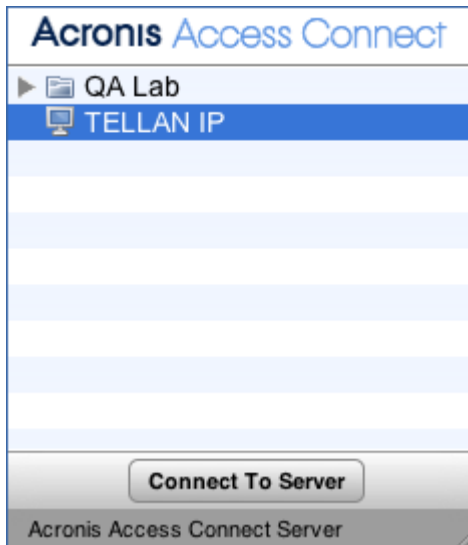 Acronis Access Connect
QA Lab
TELLAN IP
Connect To Server
Acronis Access Connect Server